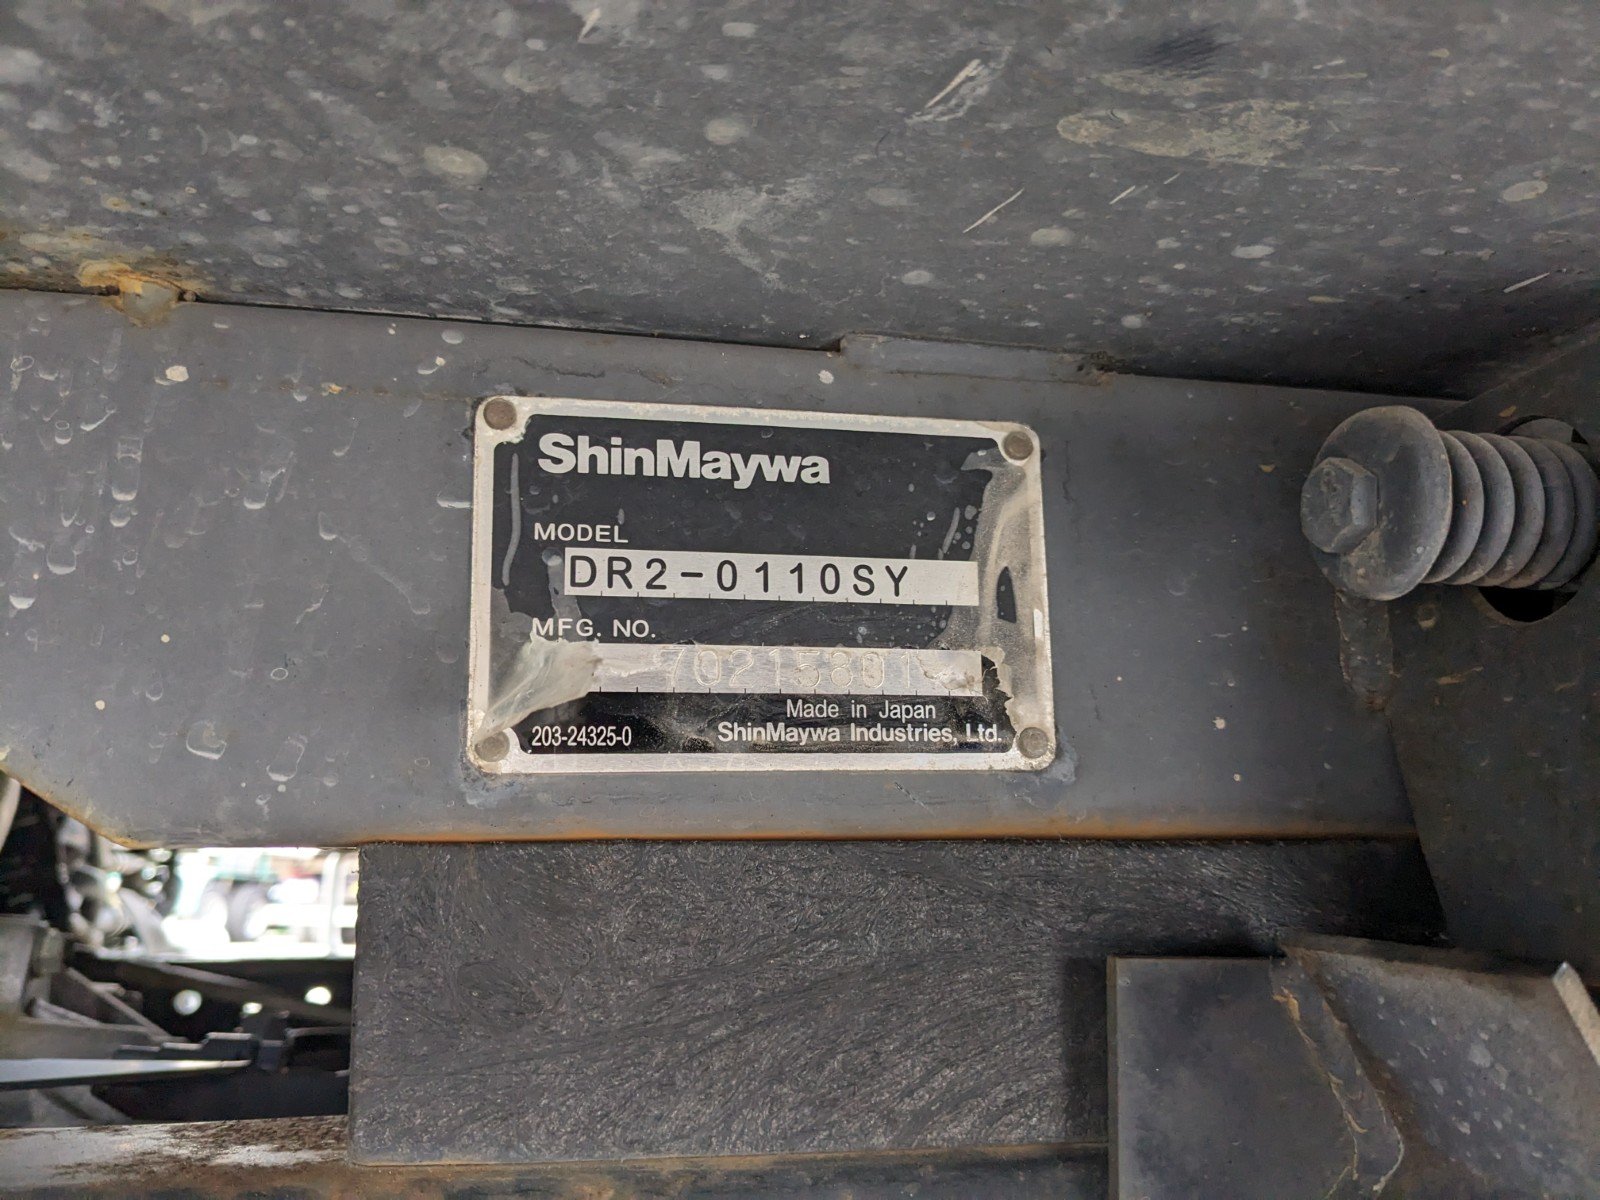 ShinMaywa
MODEL
DR2-0110SY
MFG. NO.
70215801
Made in Japan
203-24325-0 ShinMaywa Industries, Ltd.